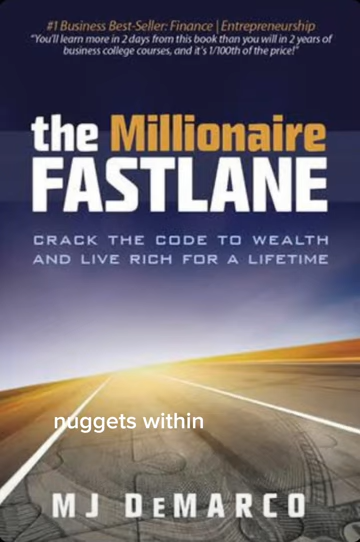 #1 Business Best-Seller: Finance | Entrepreneurship
"You'll learn more in 2 days from this book than you will in 2 years of
business college courses, and it's 1/100th of the price!"
the Millionaire
FASTLANE
CRACK THE CODE TO WEALTH
AND LIVE RICH FOR A LIFETIME
nuggets within
MJ DEMARCO